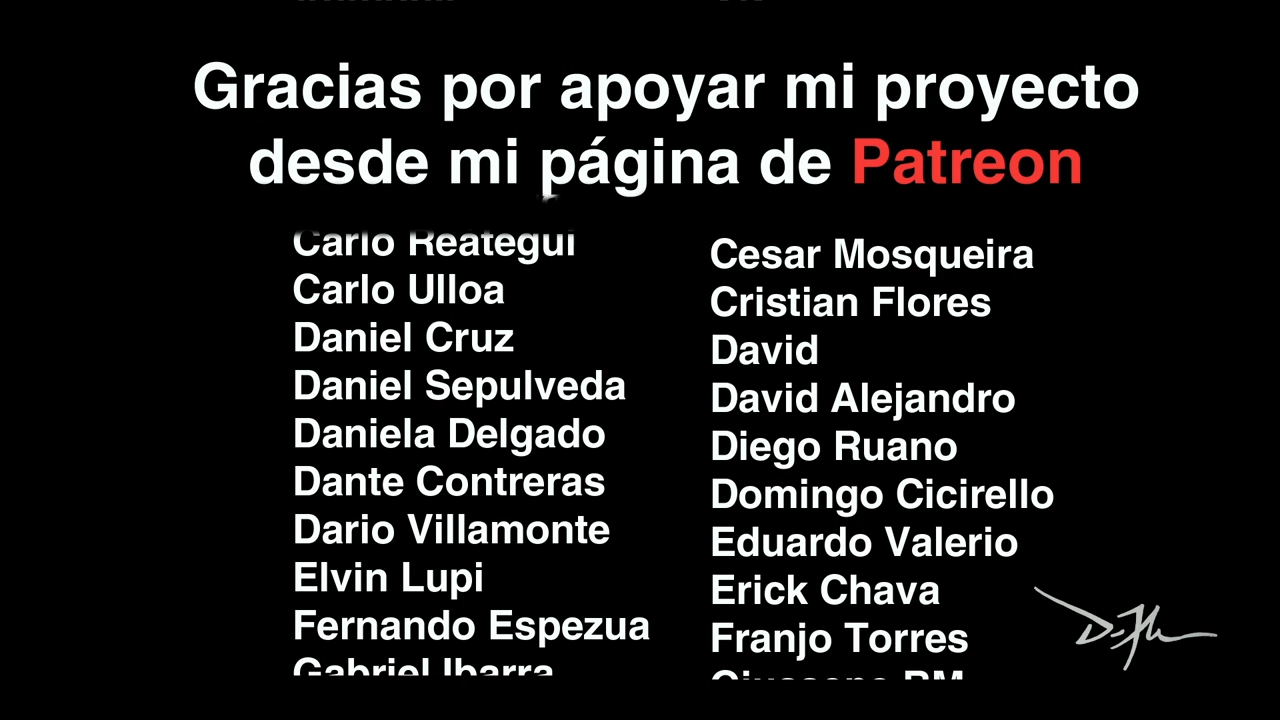 Gracias por apoyar mi proyecto
desde mi página de Patreon
Carlo Reategui
Carlo Ulloa
Daniel Cruz
Daniel Sepulveda
Daniela Delgado
Dante Contreras
Dario Villamonte
Elvin Lupi
Fernando Espezua
Gabriel Ibarra
Cesar Mosqueira
Cristian Flores
David
David Alejandro
Diego Ruano
Domingo Cicirello
Eduardo Valerio
Erick Chava
Franjo Torres
RM